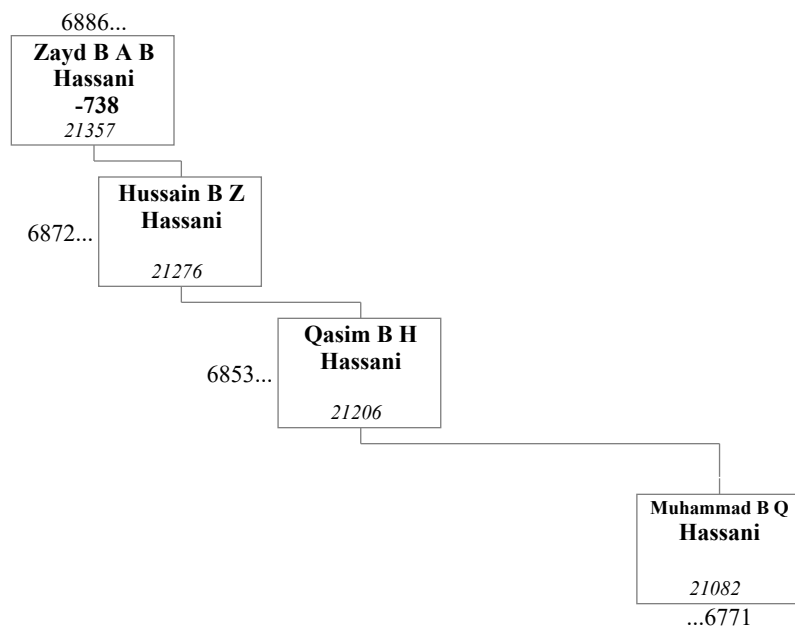 6886...
Zayd B A B
Hassani
-738
21357
Hussain B Z
Hassani
6872...
21276
Qasim B H
Hassani
6853...
21206
Muhammad B Q
Hassani
21082
...6771